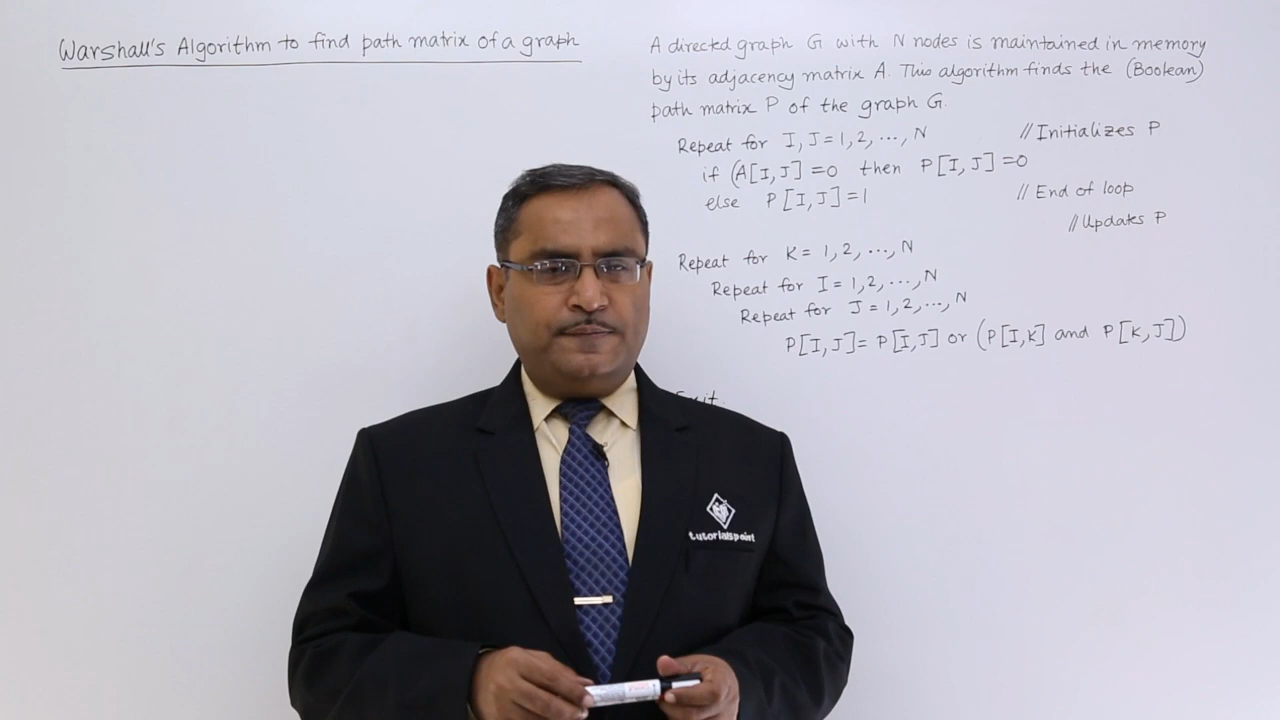 Warshall's Algorithm to find path matrix of a graph
A directed graph G with N nodes is maintained in memory
by its adjacency matrix A. This algorithm finds the (Boolean)
path matrix P of the graph G.
Repeat for I, J = 1, 2, ..., N // Initializes P
if (A[I, J] = 0 then P[I, J] = 0
else P[I, J] = 1 // End of loop
// Updates P
Repeat for K = 1, 2, ..., N
Repeat for I = 1, 2, ..., N
Repeat for J = 1, 2, ..., N
P[I, J] = P[I, J] or (P[I, K] and P[K, J])
tutorialspoint